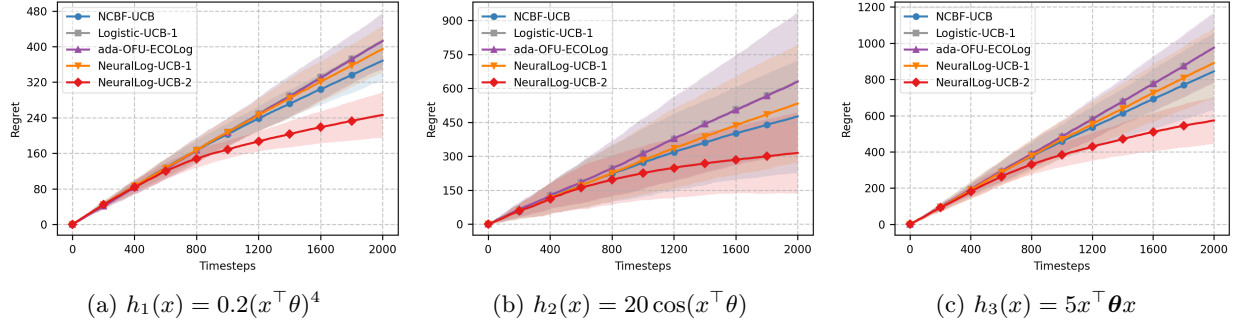 480
400
320
240
160
80
0
Regret
NCBF-UCB
Logistic-UCB-1
ada-OFU-ECOLog
NeuralLog-UCB-1
NeuralLog-UCB-2
0 400 800 1200 1600 2000
Timesteps
(a) h₁(x) = 0.2(x⊤θ)⁴
900
750
600
450
300
150
0
Regret
NCBF-UCB
Logistic-UCB-1
ada-OFU-ECOLog
NeuralLog-UCB-1
NeuralLog-UCB-2
0 400 800 1200 1600 2000
Timesteps
(b) h₂(x) = 20 cos(x⊤θ)
1200
1000
800
600
400
200
0
Regret
NCBF-UCB
Logistic-UCB-1
ada-OFU-ECOLog
NeuralLog-UCB-1
NeuralLog-UCB-2
0 400 800 1200 1600 2000
Timesteps
(c) h₃(x) = 5x⊤θx